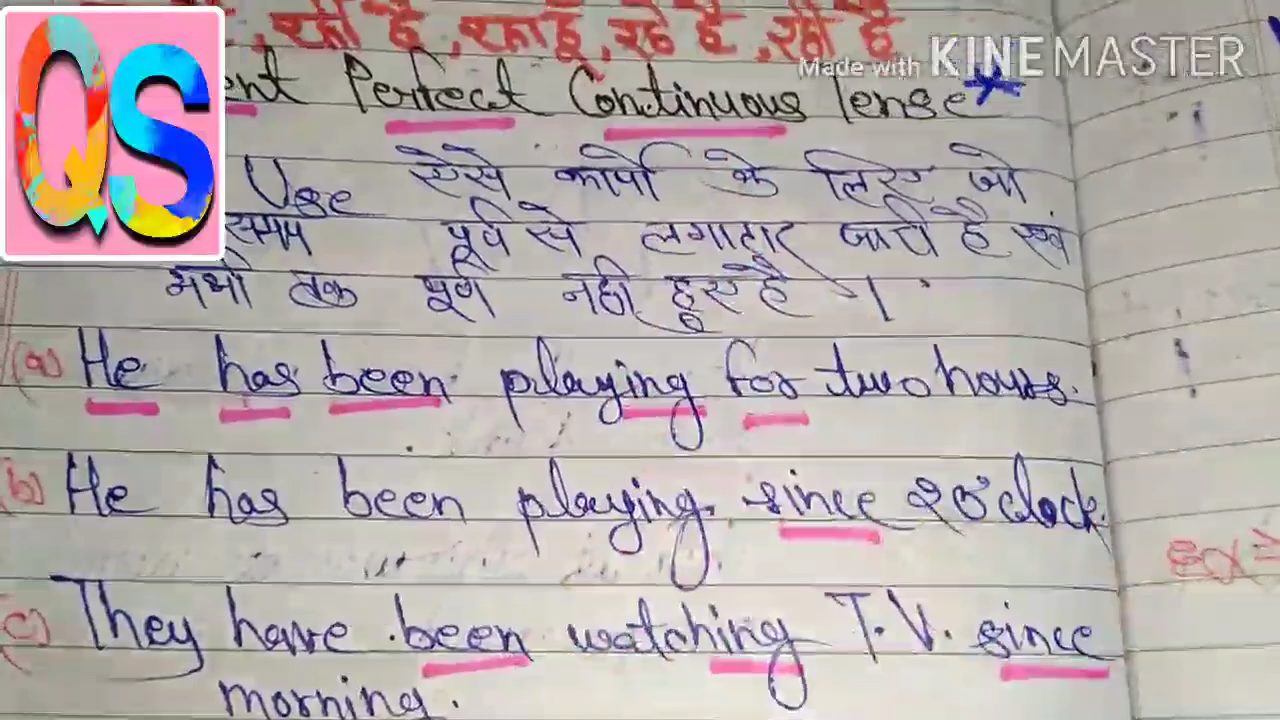 , रहा है, रहा हूँ, रहे है, रही है
QS
Made with KINEMASTER
ent Perfect Continuous Tense*
Use ऐसे कार्यो के लिए जो
समय पूर्व से लगातार जारी है एवं
अभी तक पूर्ण नही हुए है।
(a) He has been playing for two hours.
(b) He has been playing since 2 o'clock.
(c) They have been watching T.V. since
morning.
Ex ⇒